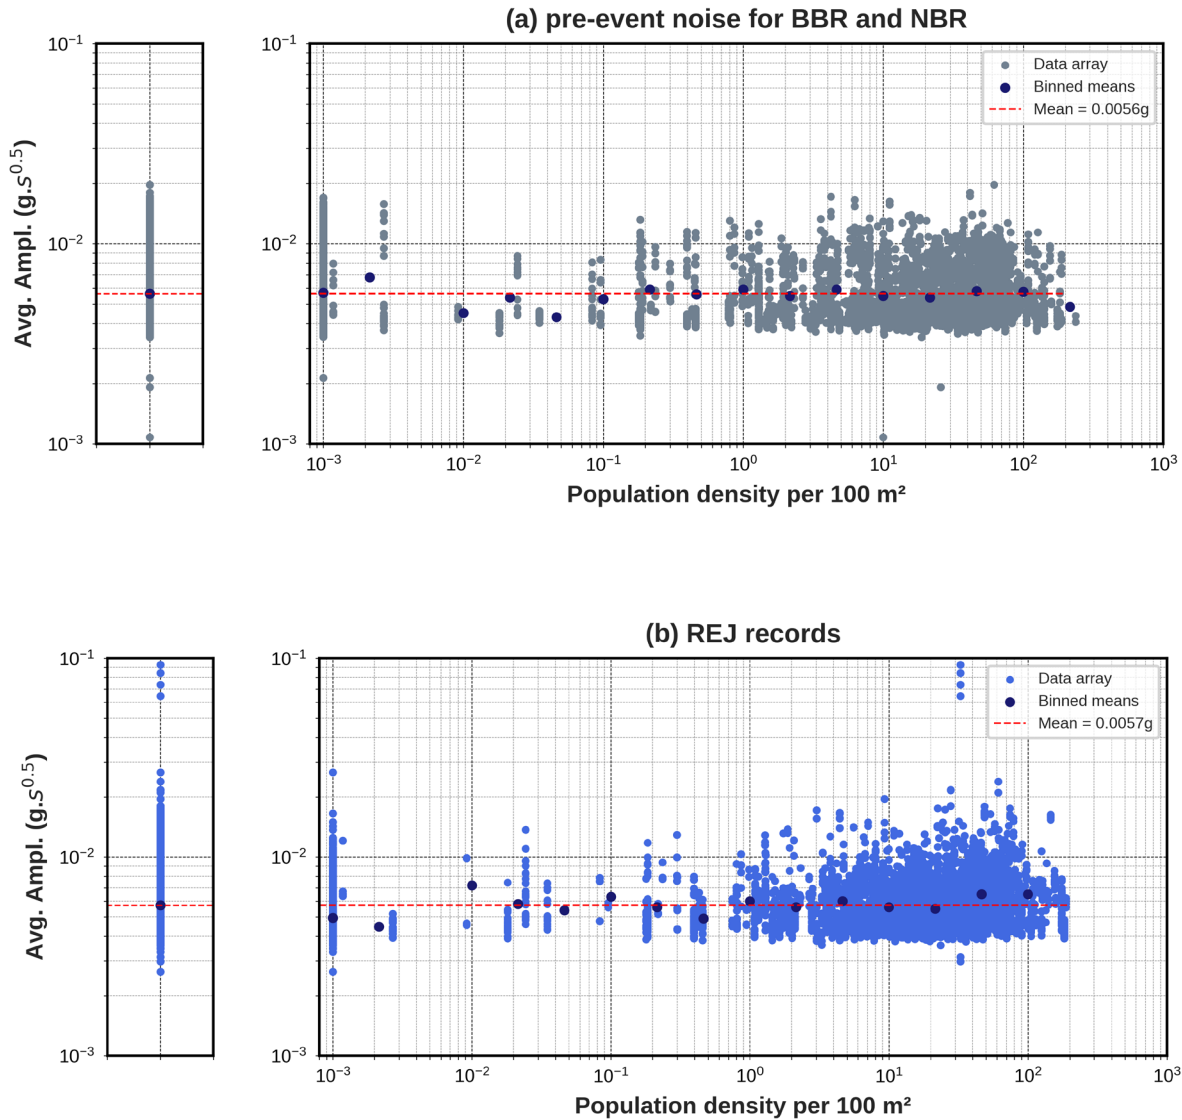 (a) pre-event noise for BBR and NBR
Avg. Ampl. (g.s^0.5)
10⁻¹
10⁻²
10⁻³
10⁻¹
10⁻²
10⁻³
Data array
Binned means
Mean = 0.0056g
10⁻³ 10⁻² 10⁻¹ 10⁰ 10¹ 10² 10³
Population density per 100 m²
(b) REJ records
Avg. Ampl. (g.s^0.5)
10⁻¹
10⁻²
10⁻³
10⁻¹
10⁻²
10⁻³
Data array
Binned means
Mean = 0.0057g
10⁻³ 10⁻² 10⁻¹ 10⁰ 10¹ 10² 10³
Population density per 100 m²